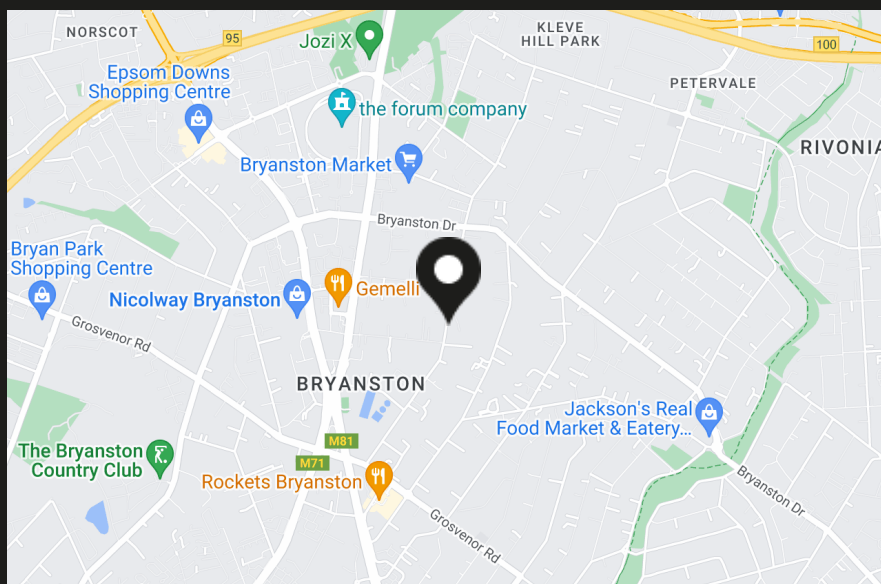 NORSCOT
95
Jozi X
KLEVE
HILL PARK
100
Epsom Downs
Shopping Centre
PETERVALE
the forum company
RIVONIA
Bryanston Market
Bryanston Dr
Bryan Park
Shopping Centre
Nicolway Bryanston
Gemelli
Grosvenor Rd
BRYANSTON
Jackson's Real
Food Market & Eatery...
M81
The Bryanston
Country Club
M71
Rockets Bryanston
Bryanston Dr
Grosvenor Rd